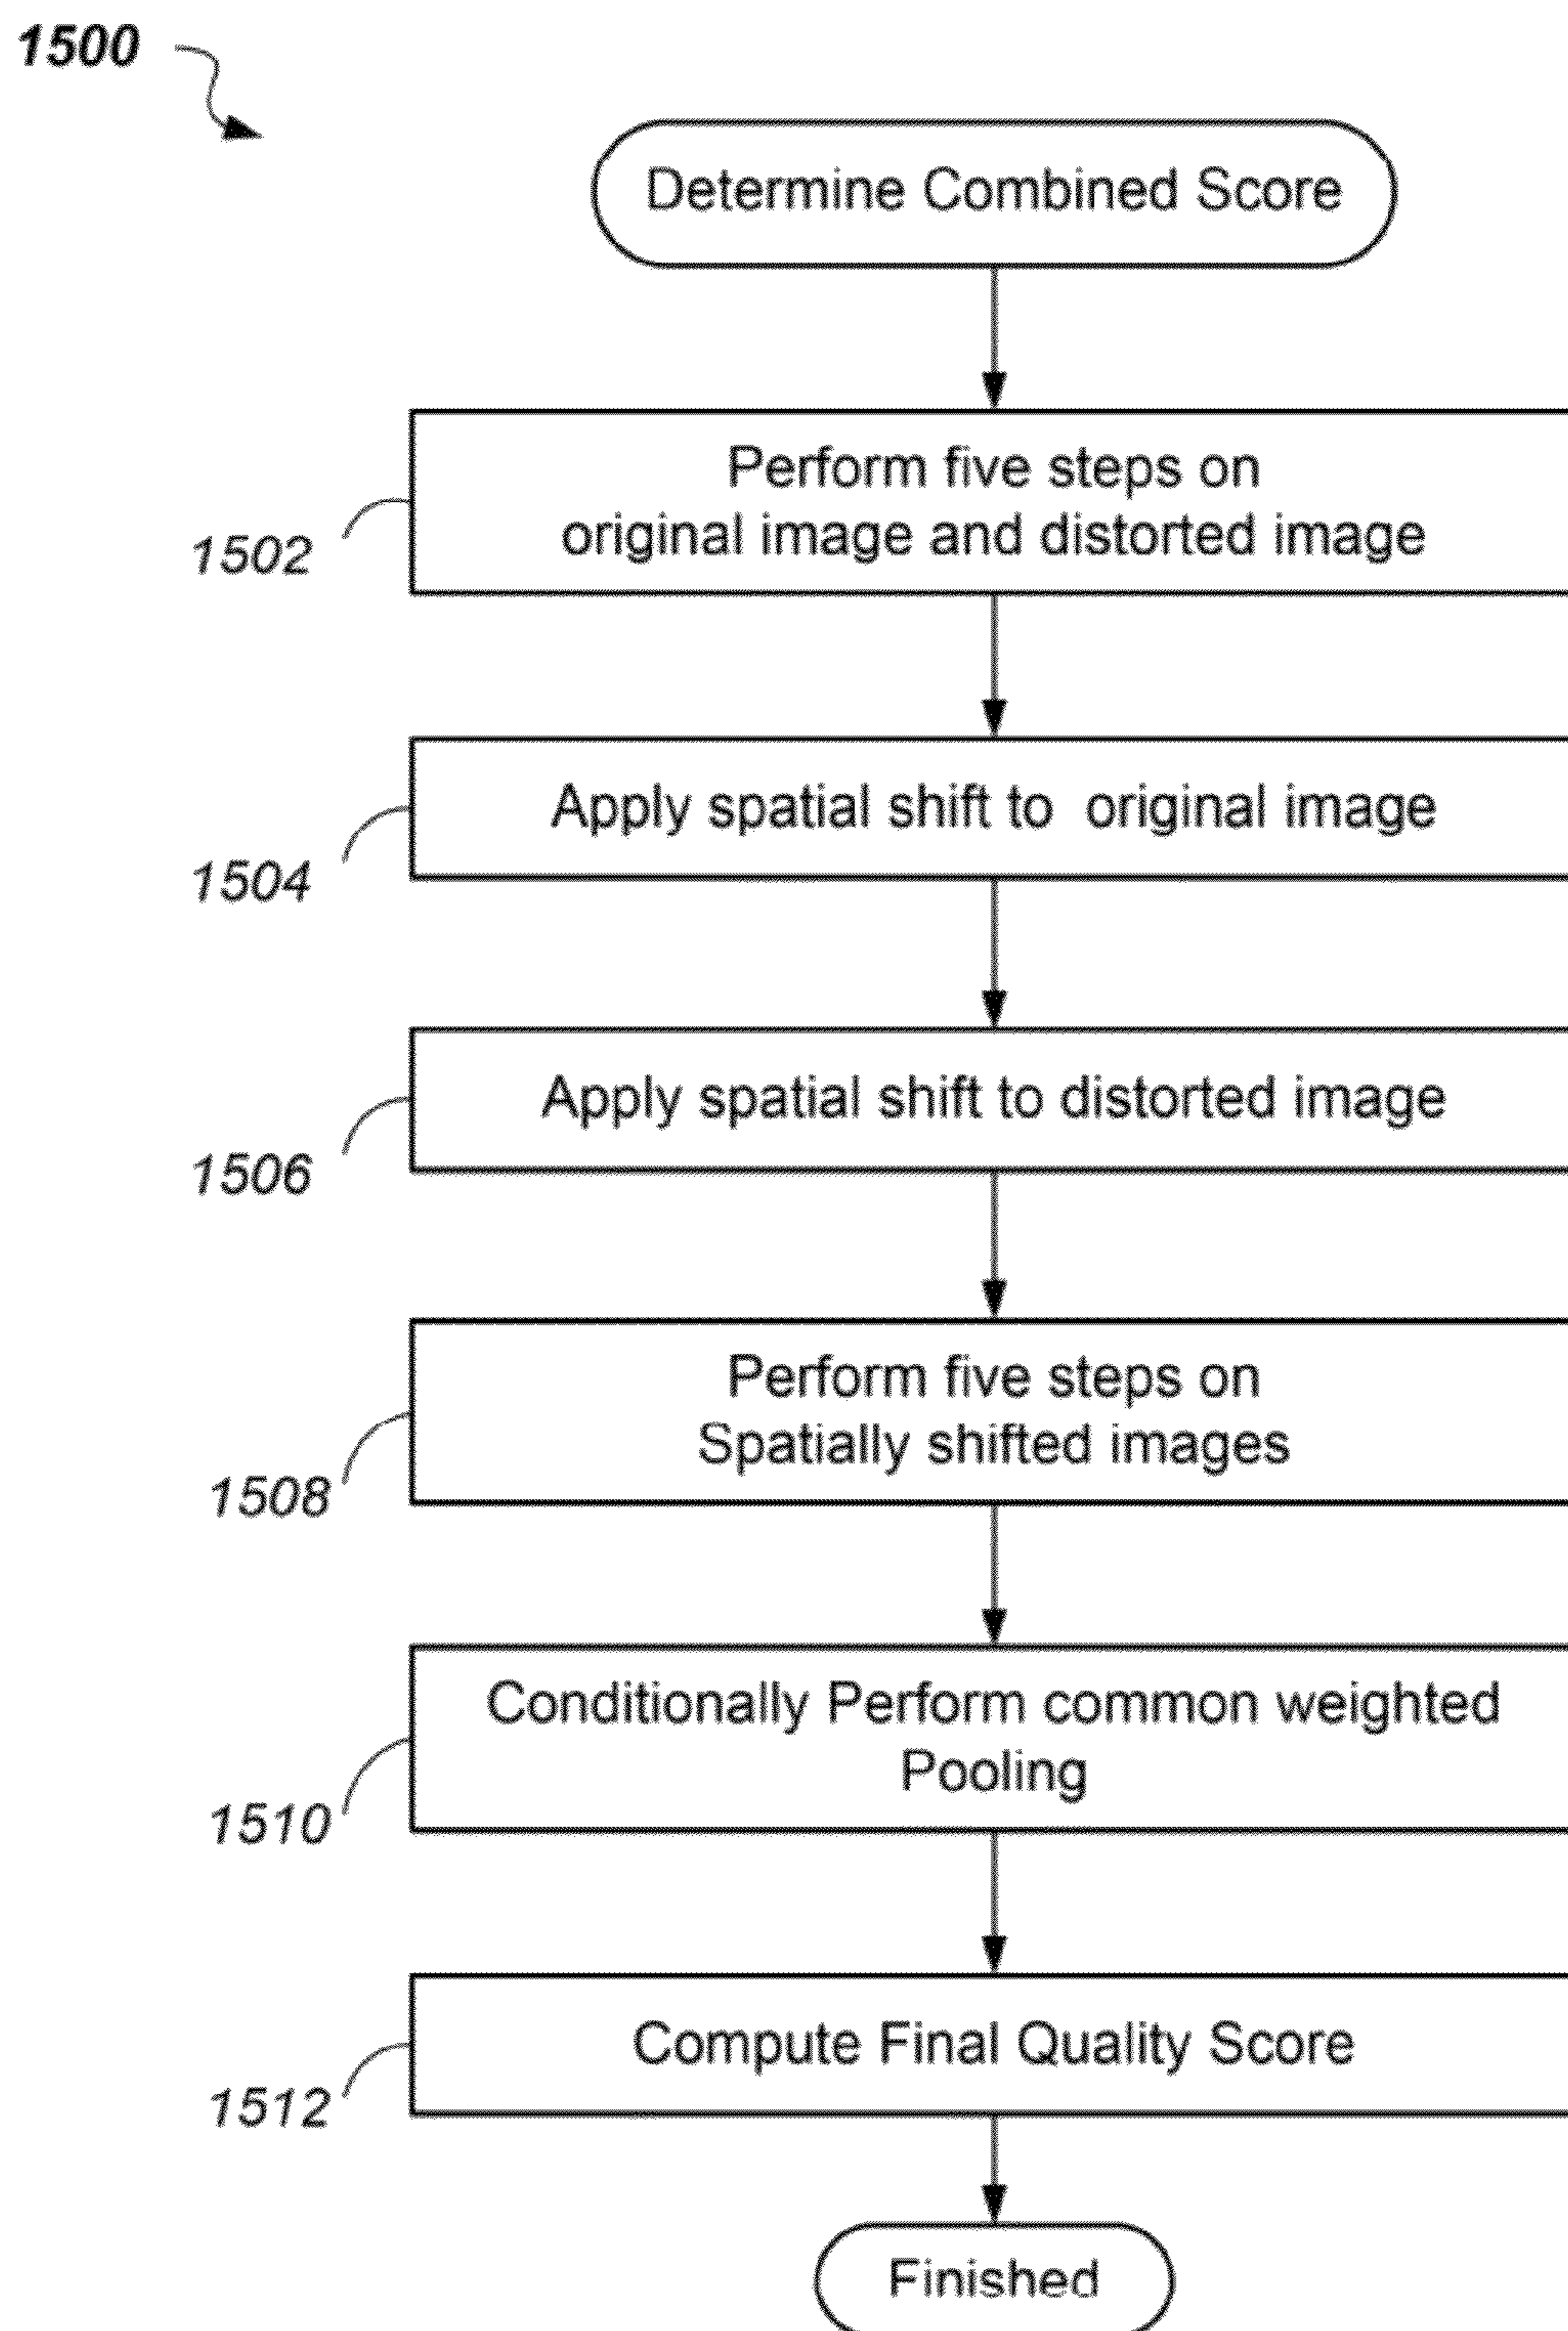 1500
Determine Combined Score
Perform five steps on
original image and distorted image
1502
Apply spatial shift to original image
1504
Apply spatial shift to distorted image
1506
Perform five steps on
Spatially shifted images
1508
Conditionally Perform common weighted
Pooling
1510
Compute Final Quality Score
1512
Finished